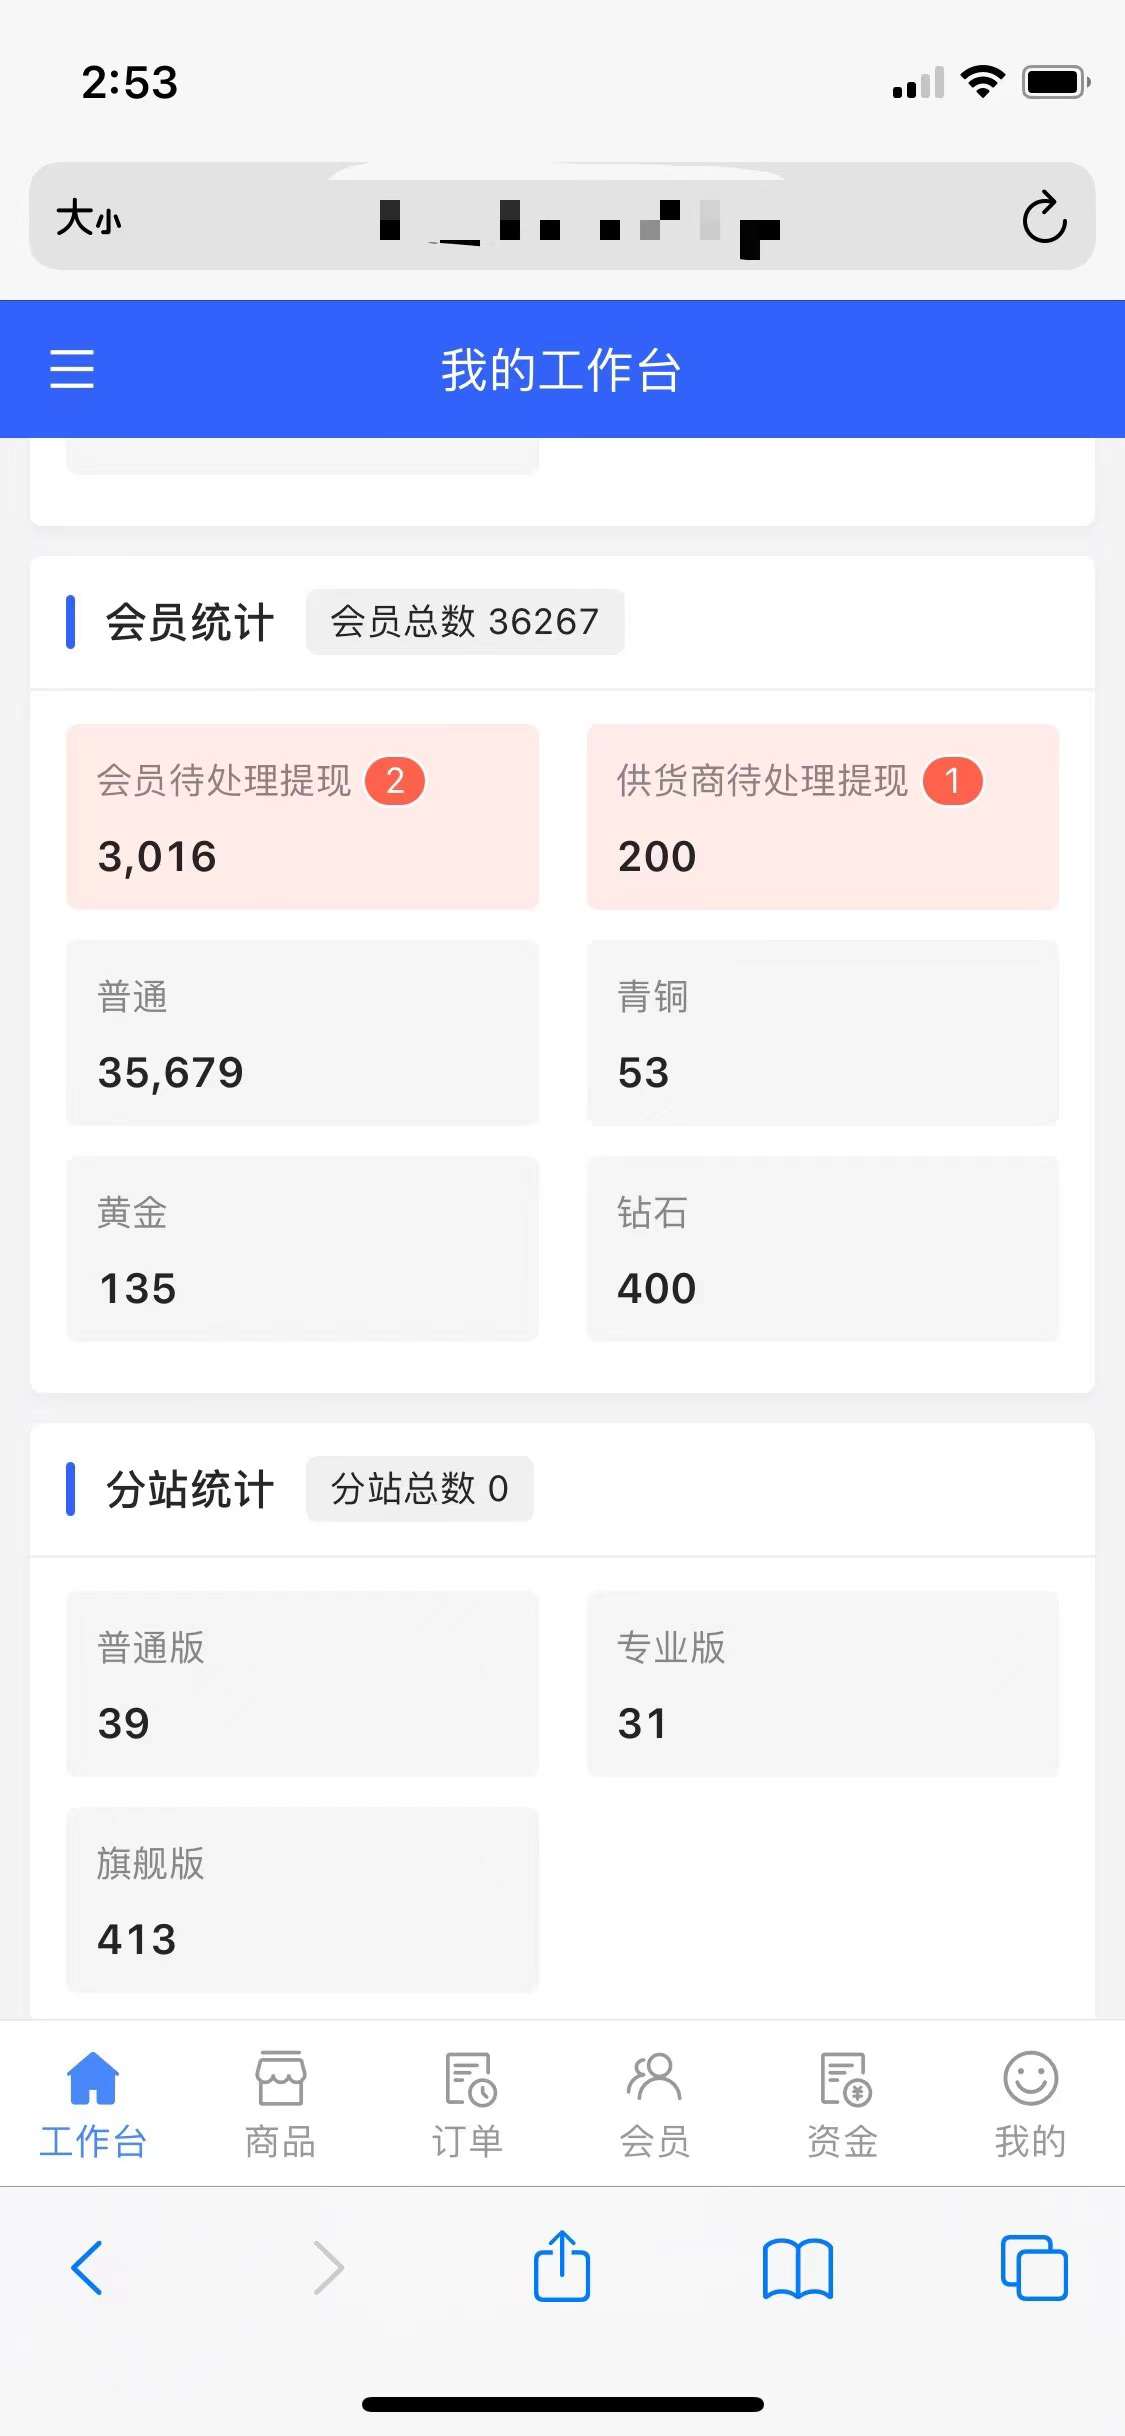 2:53
大小
我的工作台
会员统计 会员总数 36267
会员待处理提现 2
3,016
供货商待处理提现 1
200
普通
35,679
青铜
53
黄金
135
钻石
400
分站统计 分站总数 0
普通版
39
专业版
31
旗舰版
413
工作台 商品 订单 会员 资金 我的